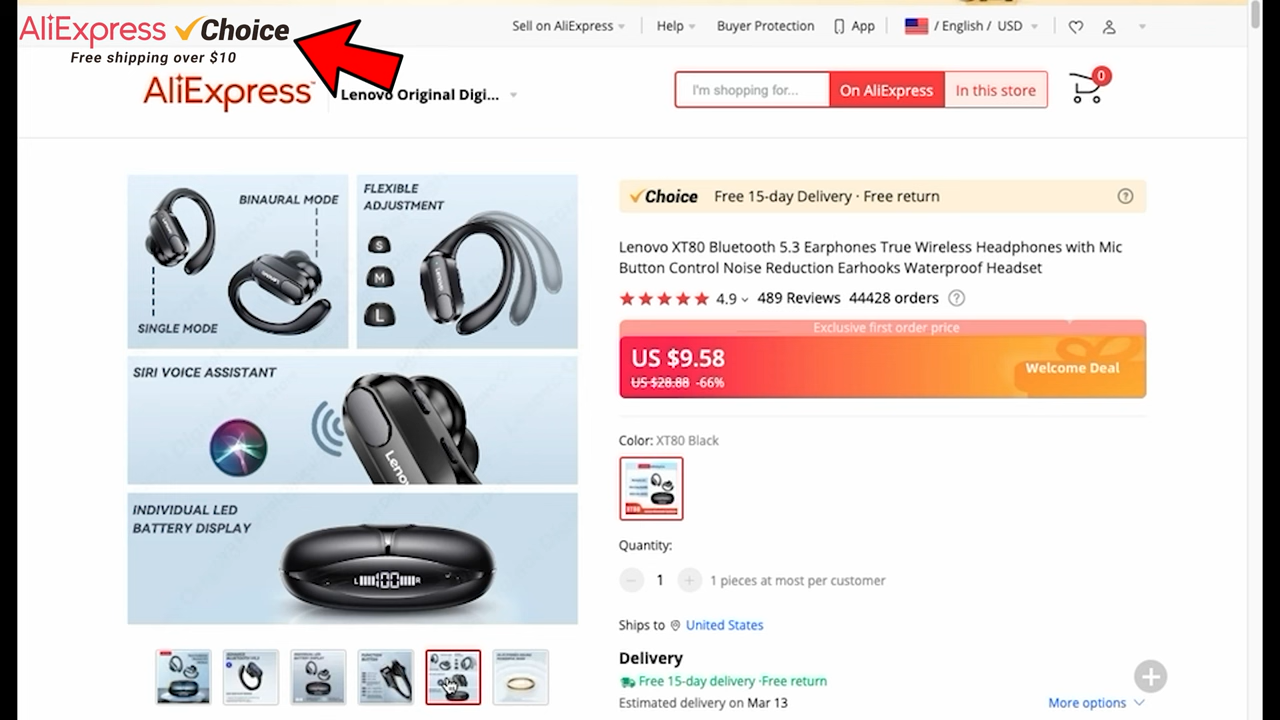 AliExpress Choice
Free shipping over $10
Sell on AliExpress
Help
Buyer Protection
App
/ English / USD
AliExpress™
Lenovo Original Digi...
I'm shopping for...
On AliExpress
In this store
0
BINAURAL MODE
SINGLE MODE
Lenovo
FLEXIBLE
ADJUSTMENT
S
M
L
Lenovo
SIRI VOICE ASSISTANT
Lenovo
INDIVIDUAL LED
BATTERY DISPLAY
L 100 R
Choice Free 15-day Delivery · Free return
Lenovo XT80 Bluetooth 5.3 Earphones True Wireless Headphones with Mic
Button Control Noise Reduction Earhooks Waterproof Headset
4.9 489 Reviews 44428 orders
Exclusive first order price
US $9.58
US $28.88 -66%
Welcome Deal
Color: XT80 Black
Quantity:
1
1 pieces at most per customer
Ships to United States
Delivery
Free 15-day delivery ·Free return
Estimated delivery on Mar 13
More options